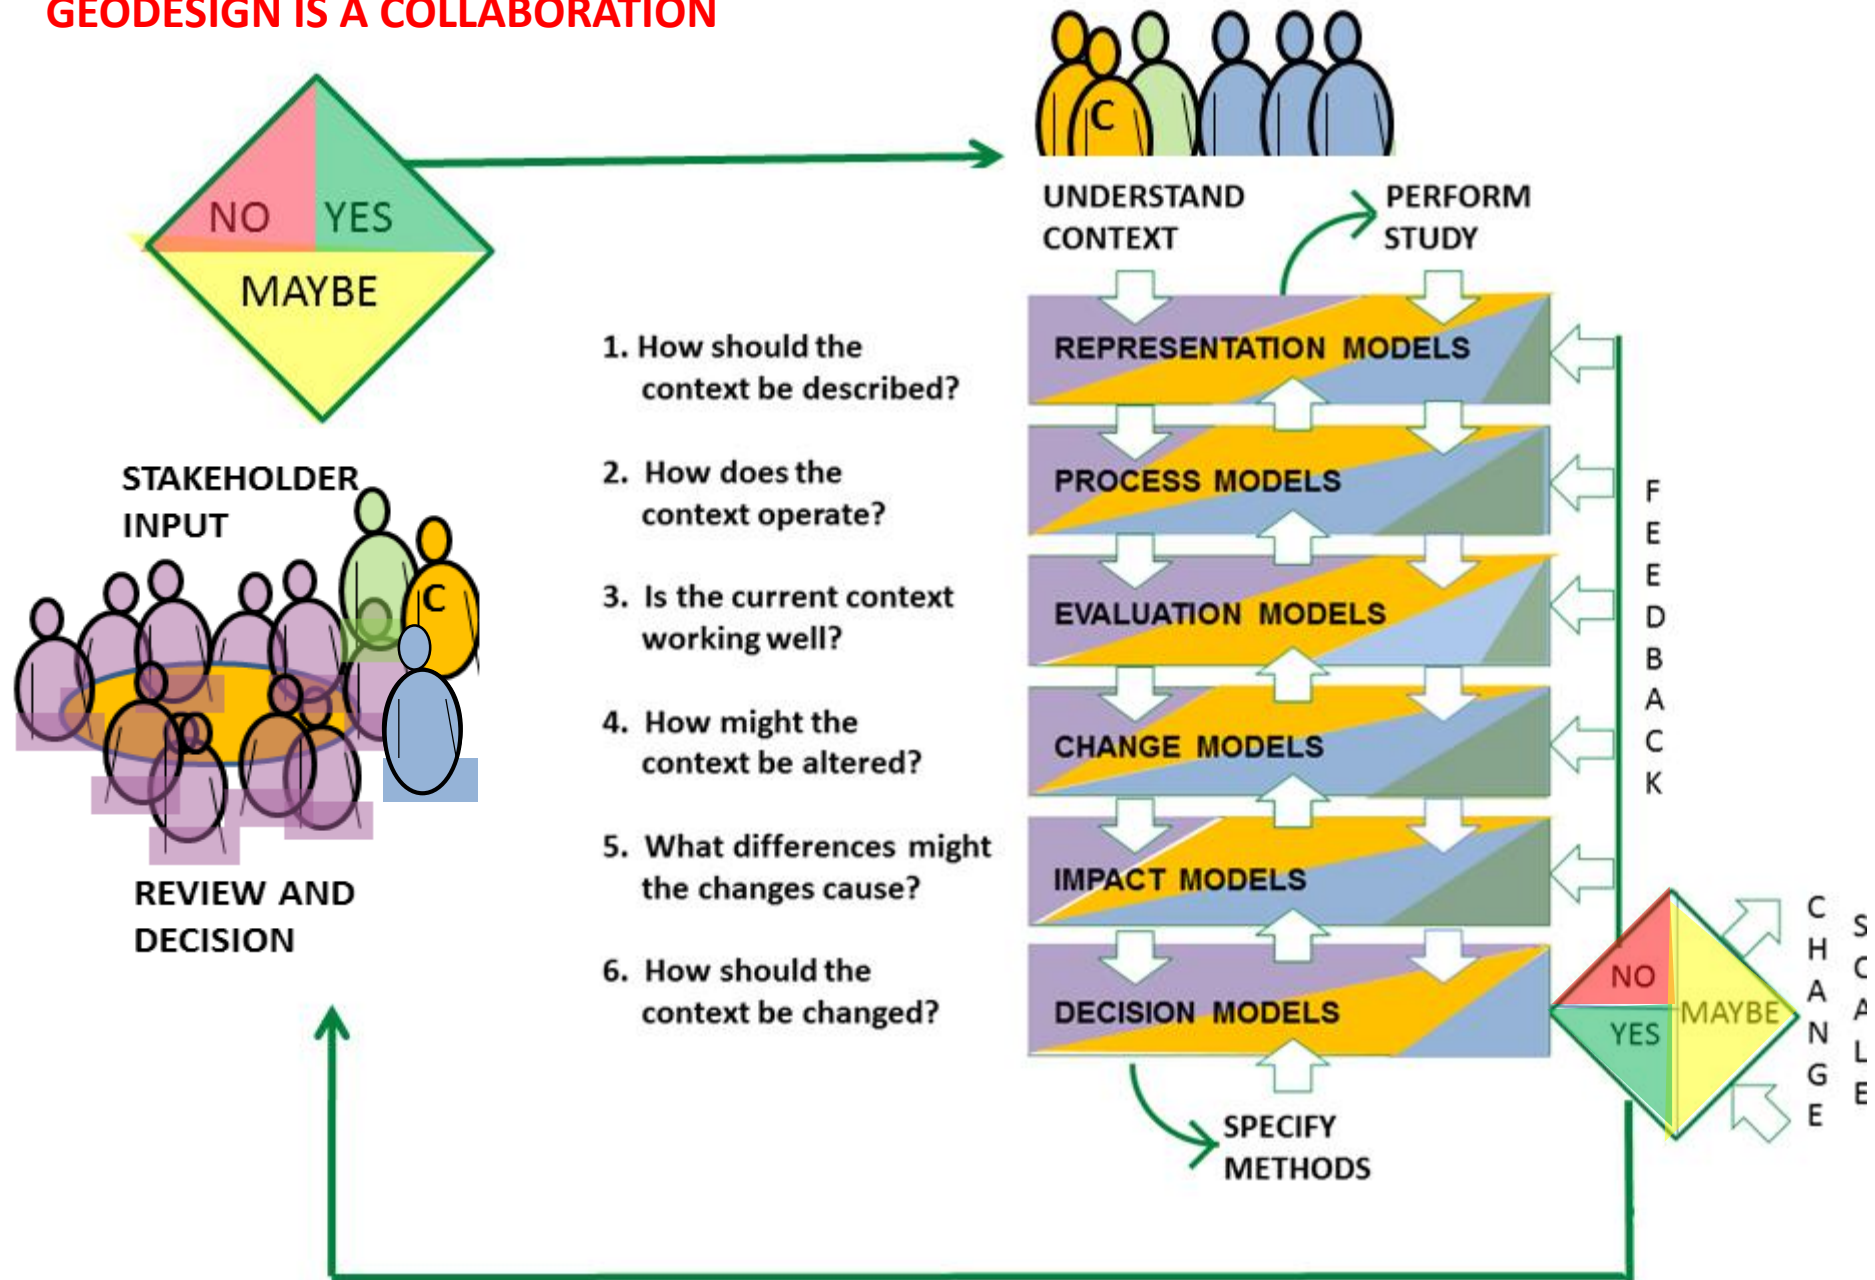 GEODESIGN IS A COLLABORATION
NO
YES
MAYBE
STAKEHOLDER
INPUT
C
REVIEW AND
DECISION
1. How should the
context be described?
2. How does the
context operate?
3. Is the current context
working well?
4. How might the
context be altered?
5. What differences might
the changes cause?
6. How should the
context be changed?
C
UNDERSTAND
CONTEXT
PERFORM
STUDY
REPRESENTATION MODELS
PROCESS MODELS
EVALUATION MODELS
CHANGE MODELS
IMPACT MODELS
DECISION MODELS
SPECIFY
METHODS
FEEDBACK
NO
YES
MAYBE
CHANGE
SCALE